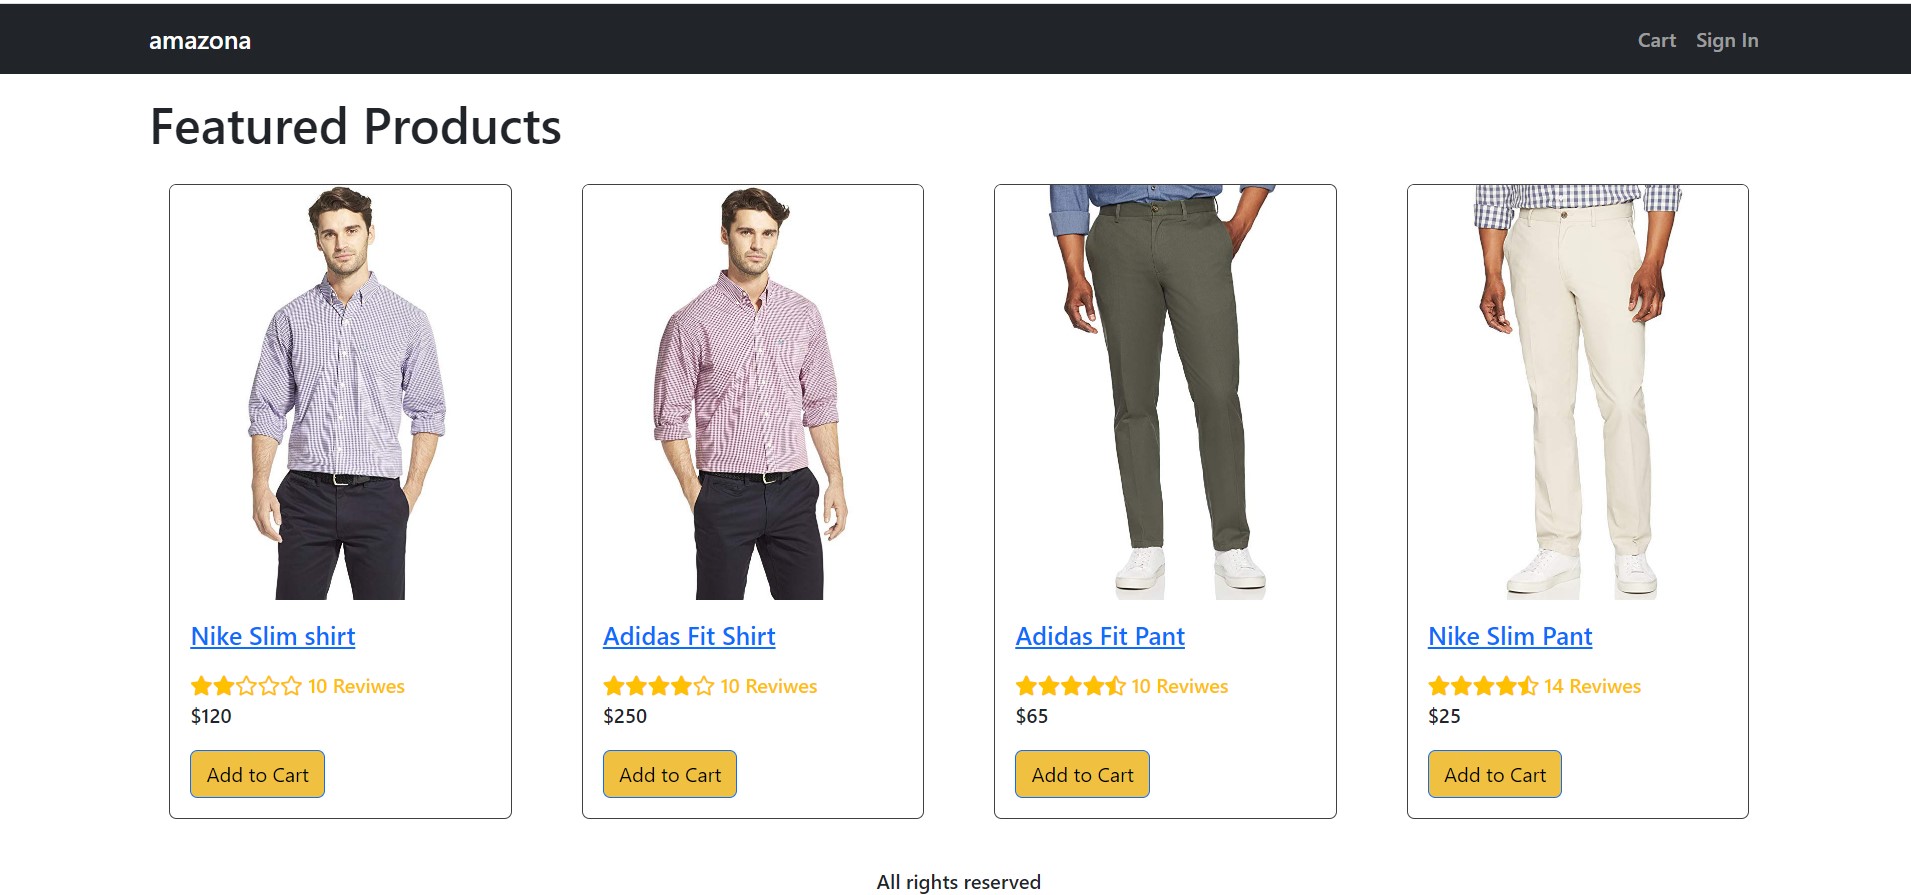 amazona
Cart Sign In
Featured Products
Nike Slim shirt
10 Reviwes
$120
Add to Cart
Adidas Fit Shirt
10 Reviwes
$250
Add to Cart
Adidas Fit Pant
10 Reviwes
$65
Add to Cart
Nike Slim Pant
14 Reviwes
$25
Add to Cart
All rights reserved